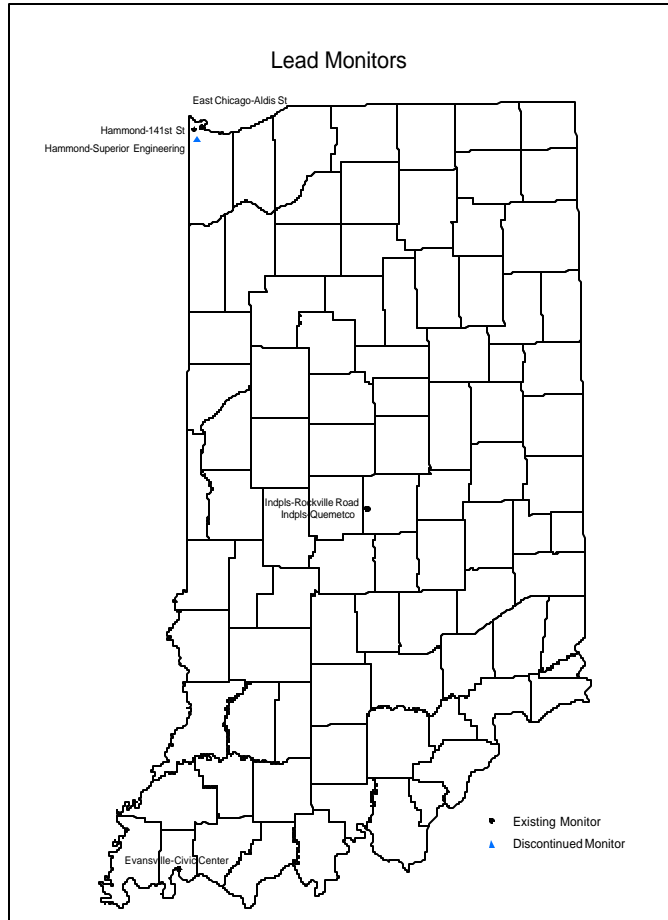 Lead Monitors
East Chicago-Aldis St
Hammond-141st St
Hammond-Superior Engineering
Indpls-Rockville Road
Indpls-Quemetco
Existing Monitor
Discontinued Monitor
Evansville-Civic Center